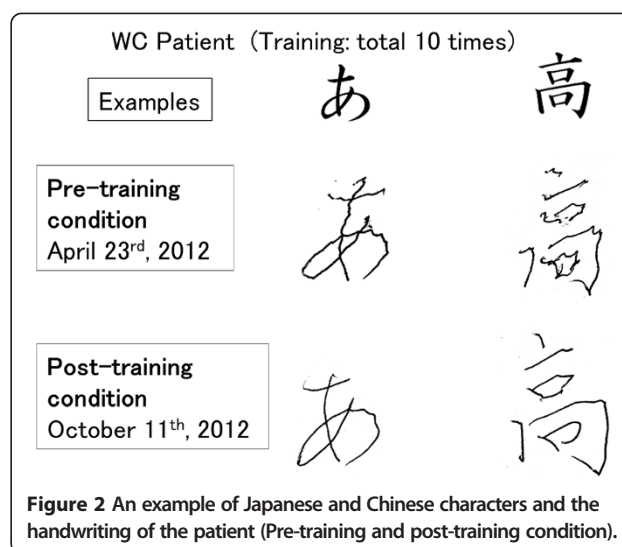 WC Patient (Training: total 10 times)
Examples あ 高
Pre-training
condition
April 23rd, 2012
あ 高
Post-training
condition
October 11th, 2012
あ 高
Figure 2 An example of Japanese and Chinese characters and the
handwriting of the patient (Pre-training and post-training condition).